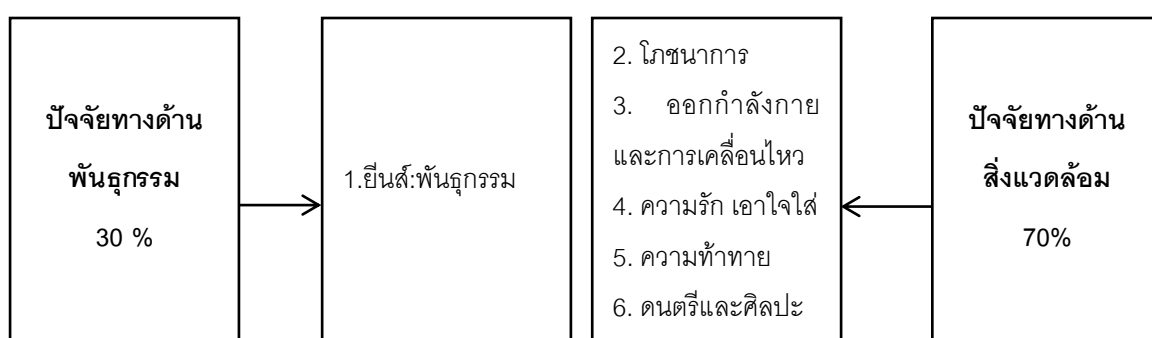 ปัจจัยทางด้าน
พันธุกรรม
30 %
1.ยีนส์:พันธุกรรม
2. โภชนาการ
3. ออกกำลังกาย
และการเคลื่อนไหว
4. ความรัก เอาใจใส่
5. ความท้าทาย
6. ดนตรีและศิลปะ
ปัจจัยทางด้าน
สิ่งแวดล้อม
70%